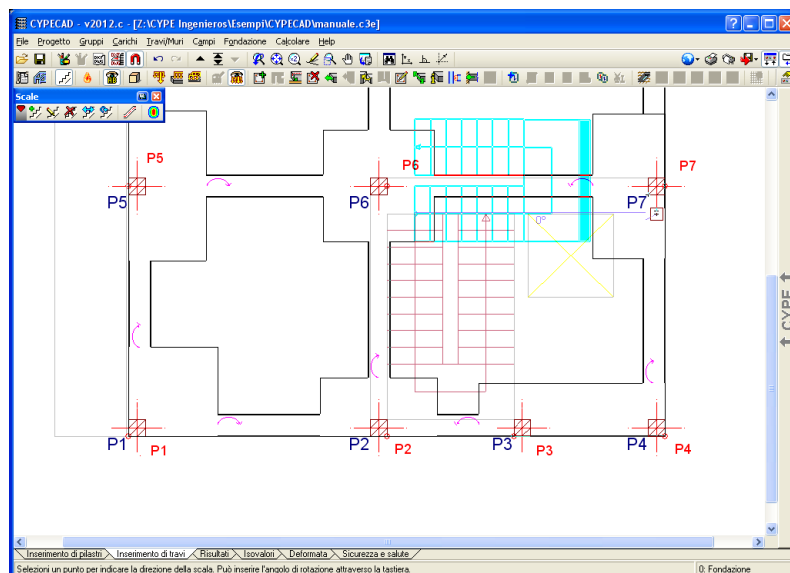 CYPECAD - v2012.c - [Z:\CYPE Ingenieros\Esempi\CYPECAD\manuale.c3e]
File Progetto Gruppi Carichi Travi/Muri Campi Fondazione Calcolare Help
Scale
P5
P5
P6
P6
P7
P7
0°
CYPE
P1
P1
P2
P2
P3
P3
P4
P4
Inserimento di pilastri Inserimento di travi Risultati Isovalori Deformata Sicurezza e salute
Selezioni un punto per indicare la direzione della scala. Può inserire l'angolo di rotazione attraverso la tastiera. 0: Fondazione